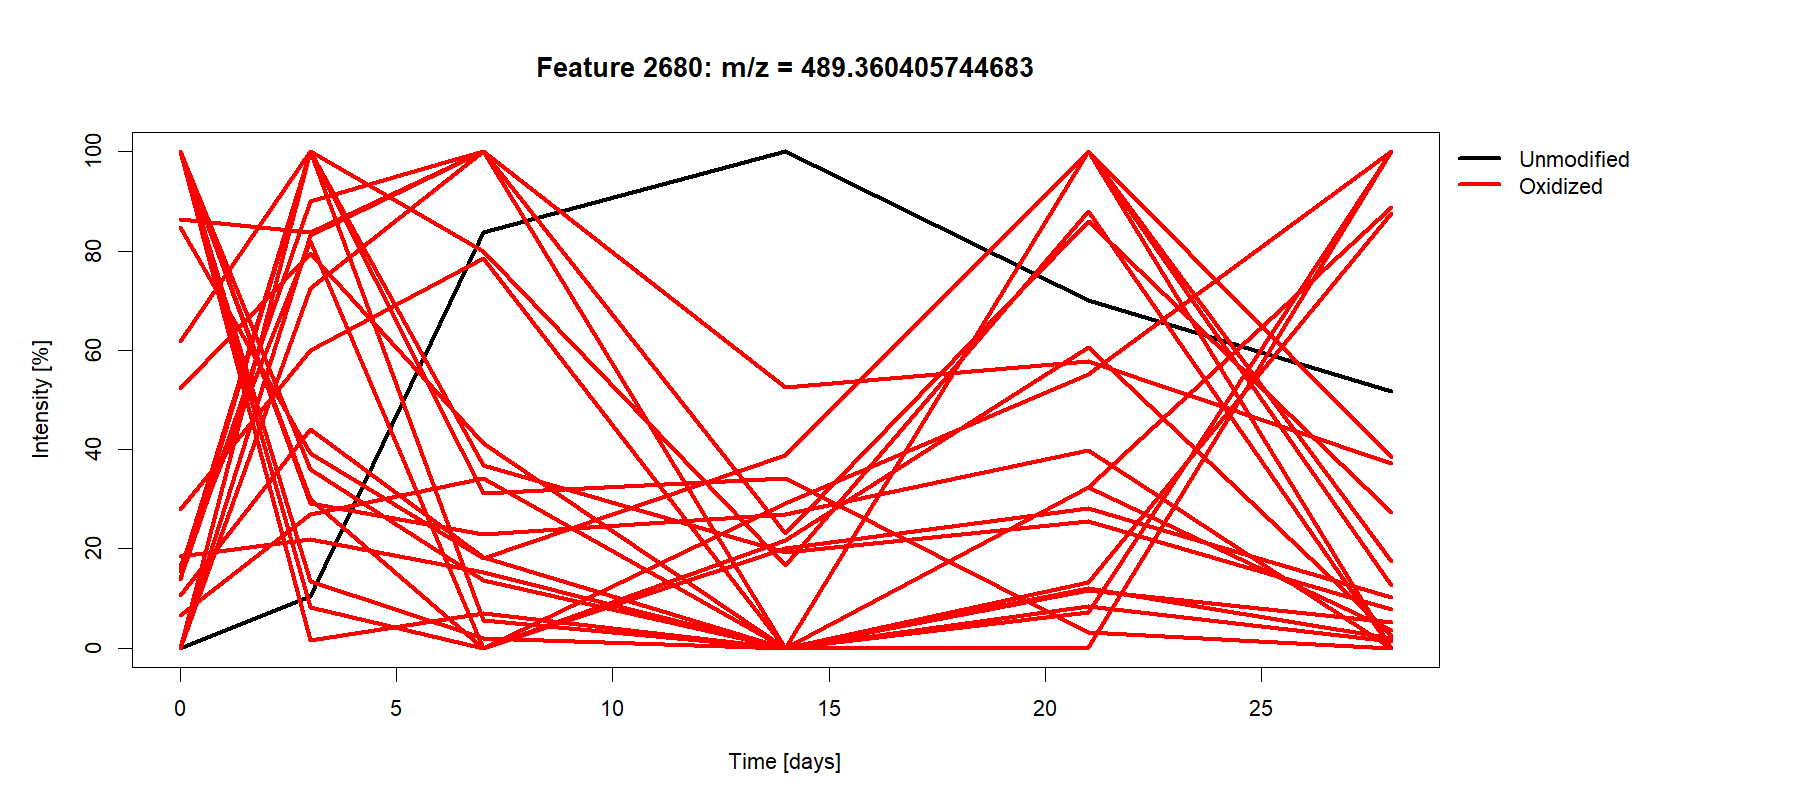 Feature 2680: m/z = 489.360405744683
100
80
60
40
20
0
Intensity [%]
0 5 10 15 20 25
Time [days]
Unmodified
Oxidized